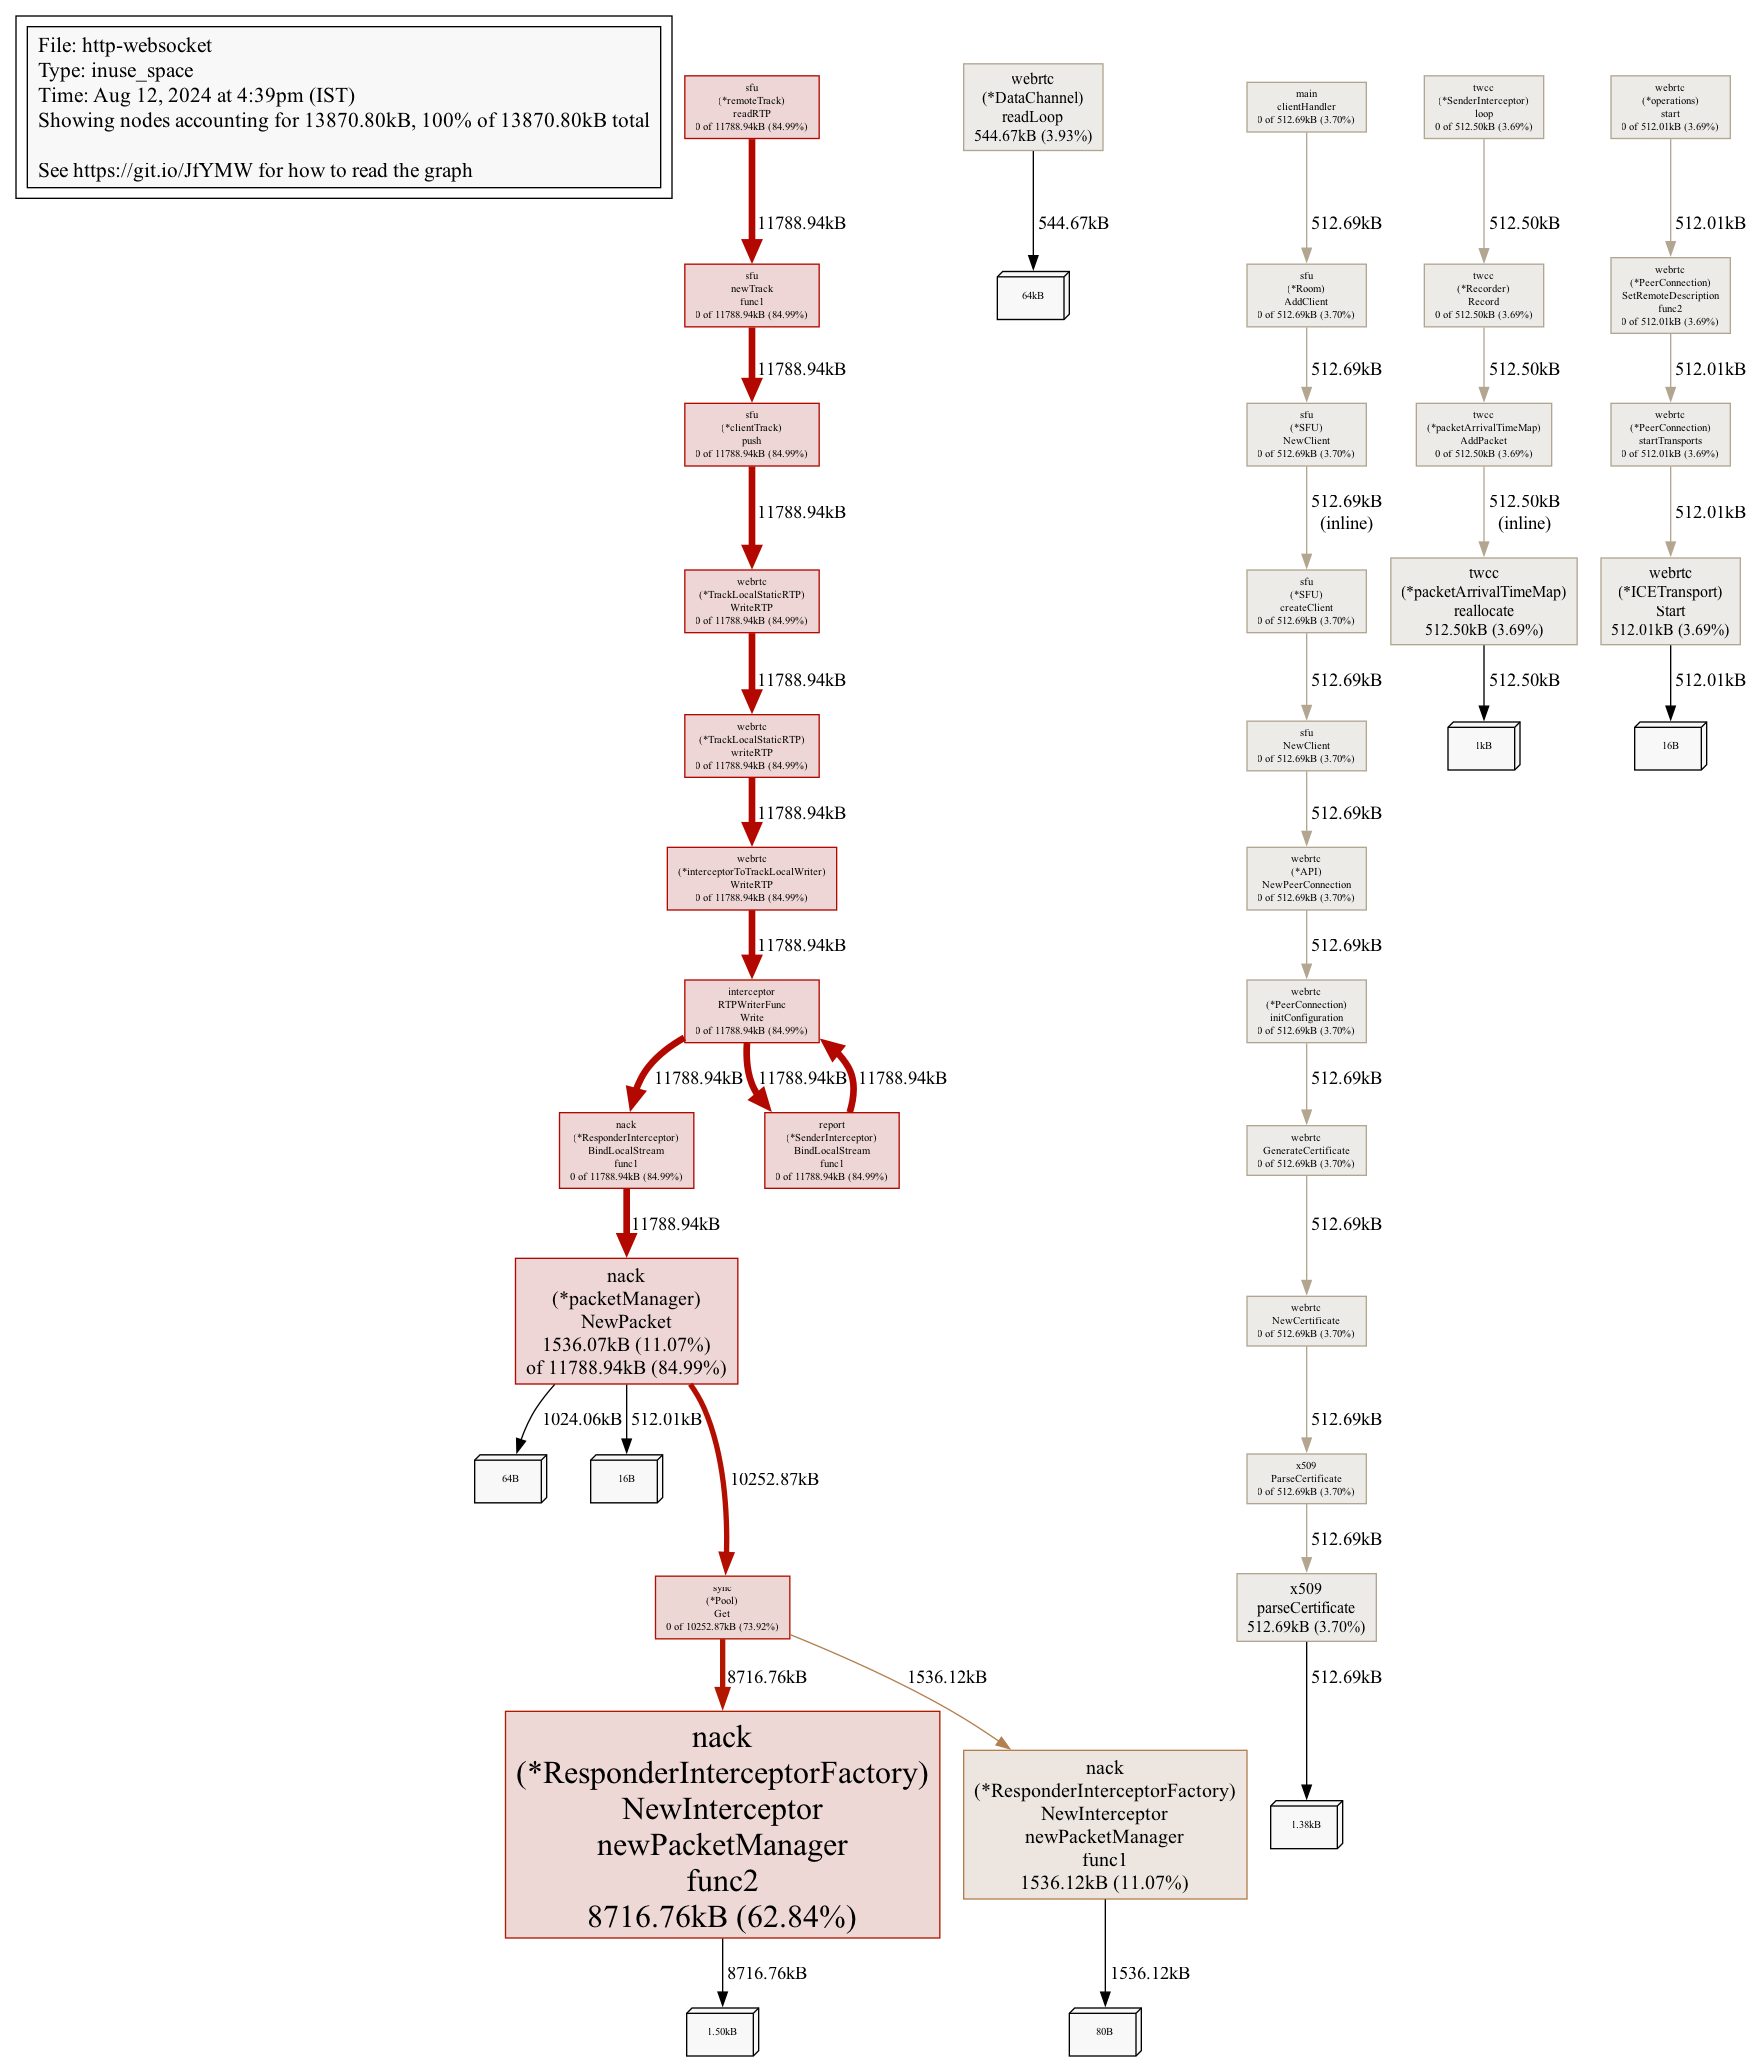 File: http-websocket
Type: inuse_space
Time: Aug 12, 2024 at 4:39pm (IST)
Showing nodes accounting for 13870.80kB, 100% of 13870.80kB total
See https://git.io/JfYMW for how to read the graph
sfu
(*remoteTrack)
readRTP
0 of 11788.94kB (84.99%)
11788.94kB
sfu
newTrack
func1
0 of 11788.94kB (84.99%)
11788.94kB
sfu
(*clientTrack)
push
0 of 11788.94kB (84.99%)
11788.94kB
webrtc
(*TrackLocalStaticRTP)
WriteRTP
0 of 11788.94kB (84.99%)
11788.94kB
webrtc
(*TrackLocalStaticRTP)
writeRTP
0 of 11788.94kB (84.99%)
11788.94kB
webrtc
(*interceptorToTrackLocalWriter)
WriteRTP
0 of 11788.94kB (84.99%)
11788.94kB
interceptor
RTPWriterFunc
Write
0 of 11788.94kB (84.99%)
11788.94kB
11788.94kB
11788.94kB
nack
(*ResponderInterceptor)
BindLocalStream
func1
0 of 11788.94kB (84.99%)
report
(*SenderInterceptor)
BindLocalStream
func1
0 of 11788.94kB (84.99%)
11788.94kB
nack
(*packetManager)
NewPacket
1536.07kB (11.07%)
of 11788.94kB (84.99%)
1024.06kB
512.01kB
10252.87kB
64B
16B
sync
(*Pool)
Get
0 of 10252.87kB (73.92%)
8716.76kB
1536.12kB
nack
(*ResponderInterceptorFactory)
NewInterceptor
newPacketManager
func2
8716.76kB (62.84%)
8716.76kB
1.50kB
nack
(*ResponderInterceptorFactory)
NewInterceptor
newPacketManager
func1
1536.12kB (11.07%)
1536.12kB
80B
webrtc
(*DataChannel)
readLoop
544.67kB (3.93%)
544.67kB
64kB
main
clientHandler
0 of 512.69kB (3.70%)
512.69kB
sfu
(*Room)
AddClient
0 of 512.69kB (3.70%)
512.69kB
sfu
(*SFU)
NewClient
0 of 512.69kB (3.70%)
512.69kB
(inline)
sfu
(*SFU)
createClient
0 of 512.69kB (3.70%)
512.69kB
sfu
NewClient
0 of 512.69kB (3.70%)
512.69kB
webrtc
(*API)
NewPeerConnection
0 of 512.69kB (3.70%)
512.69kB
webrtc
(*PeerConnection)
initConfiguration
0 of 512.69kB (3.70%)
512.69kB
webrtc
GenerateCertificate
0 of 512.69kB (3.70%)
512.69kB
webrtc
NewCertificate
0 of 512.69kB (3.70%)
512.69kB
x509
ParseCertificate
0 of 512.69kB (3.70%)
512.69kB
x509
parseCertificate
512.69kB (3.70%)
512.69kB
1.38kB
twcc
(*SenderInterceptor)
loop
0 of 512.50kB (3.69%)
512.50kB
twcc
(*Recorder)
Record
0 of 512.50kB (3.69%)
512.50kB
twcc
(*packetArrivalTimeMap)
AddPacket
0 of 512.50kB (3.69%)
512.50kB
(inline)
twcc
(*packetArrivalTimeMap)
reallocate
512.50kB (3.69%)
512.50kB
1kB
webrtc
(*operations)
start
0 of 512.01kB (3.69%)
512.01kB
webrtc
(*PeerConnection)
SetRemoteDescription
func2
0 of 512.01kB (3.69%)
512.01kB
webrtc
(*PeerConnection)
startTransports
0 of 512.01kB (3.69%)
512.01kB
webrtc
(*ICETransport)
Start
512.01kB (3.69%)
512.01kB
16B